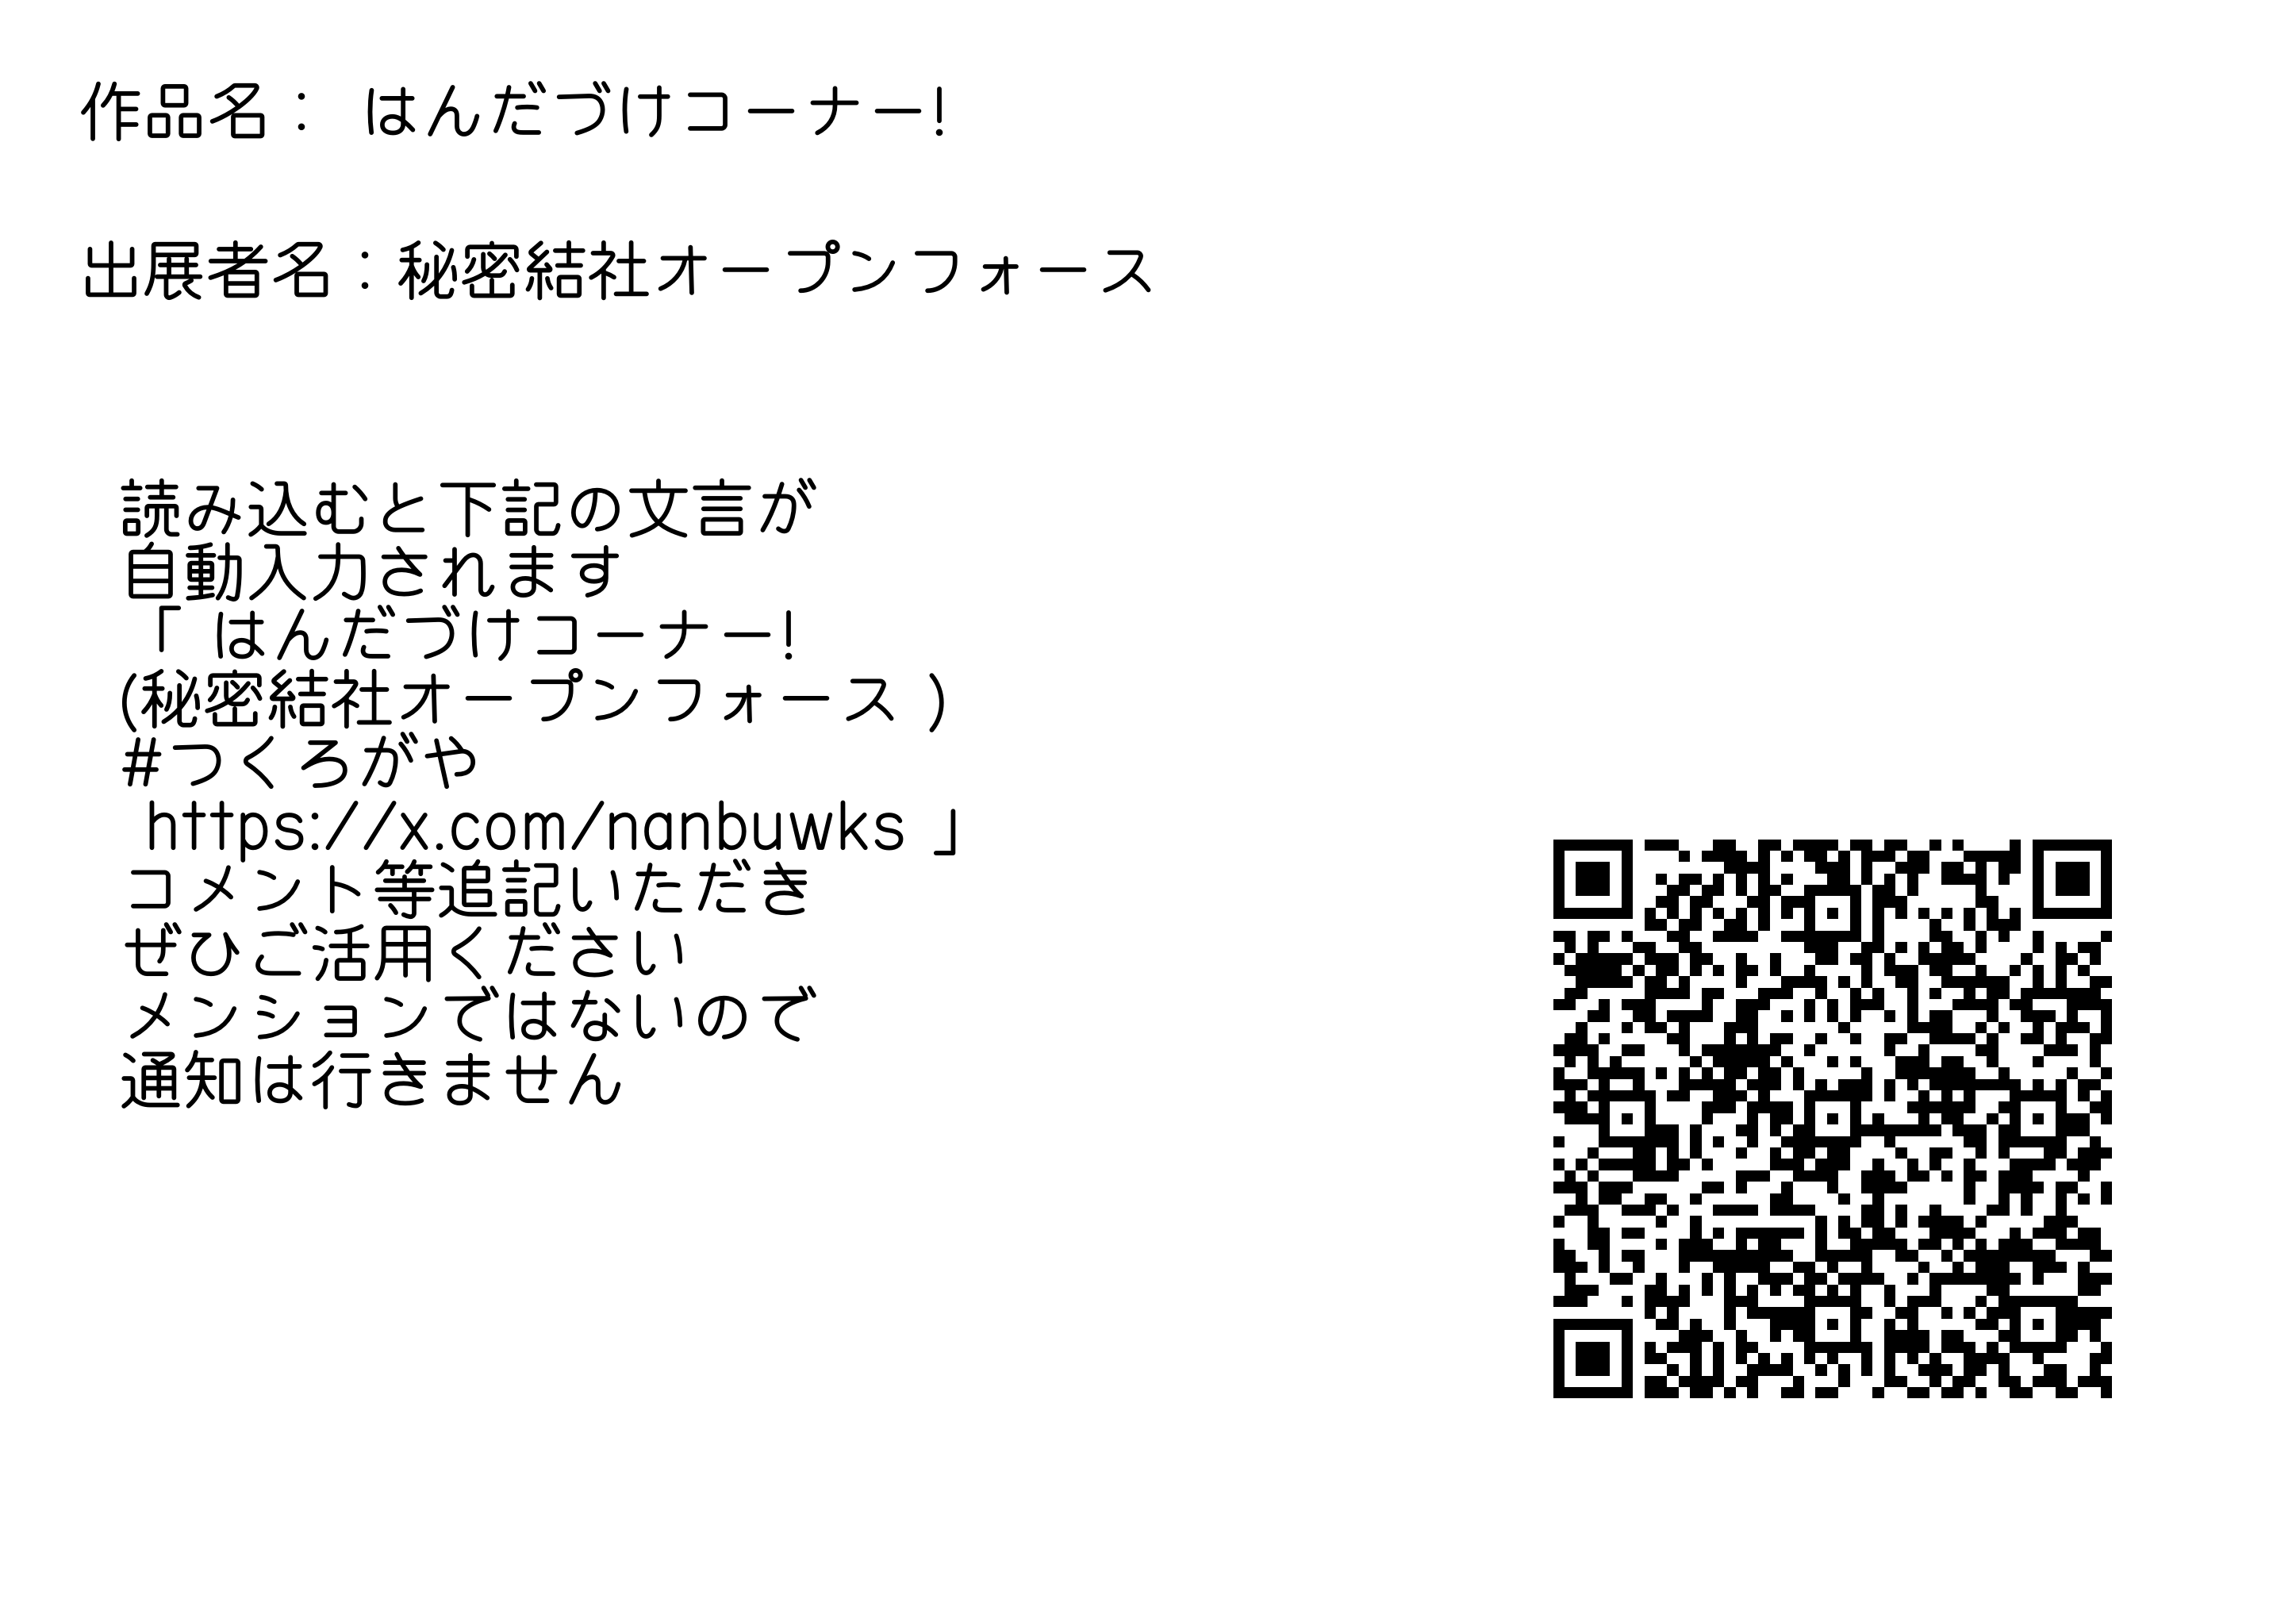 作品名： はんだづけコーナー!
出展者名：秘密結社オープンフォース
読み込むと下記の文言が
自動入力されます
「 はんだづけコーナー!
(秘密結社オープンフォース )
#つくろがや
https://x.com/nanbuwks 」
コメント等追記いただき
ぜひご活用ください
メンションではないので
通知は行きません